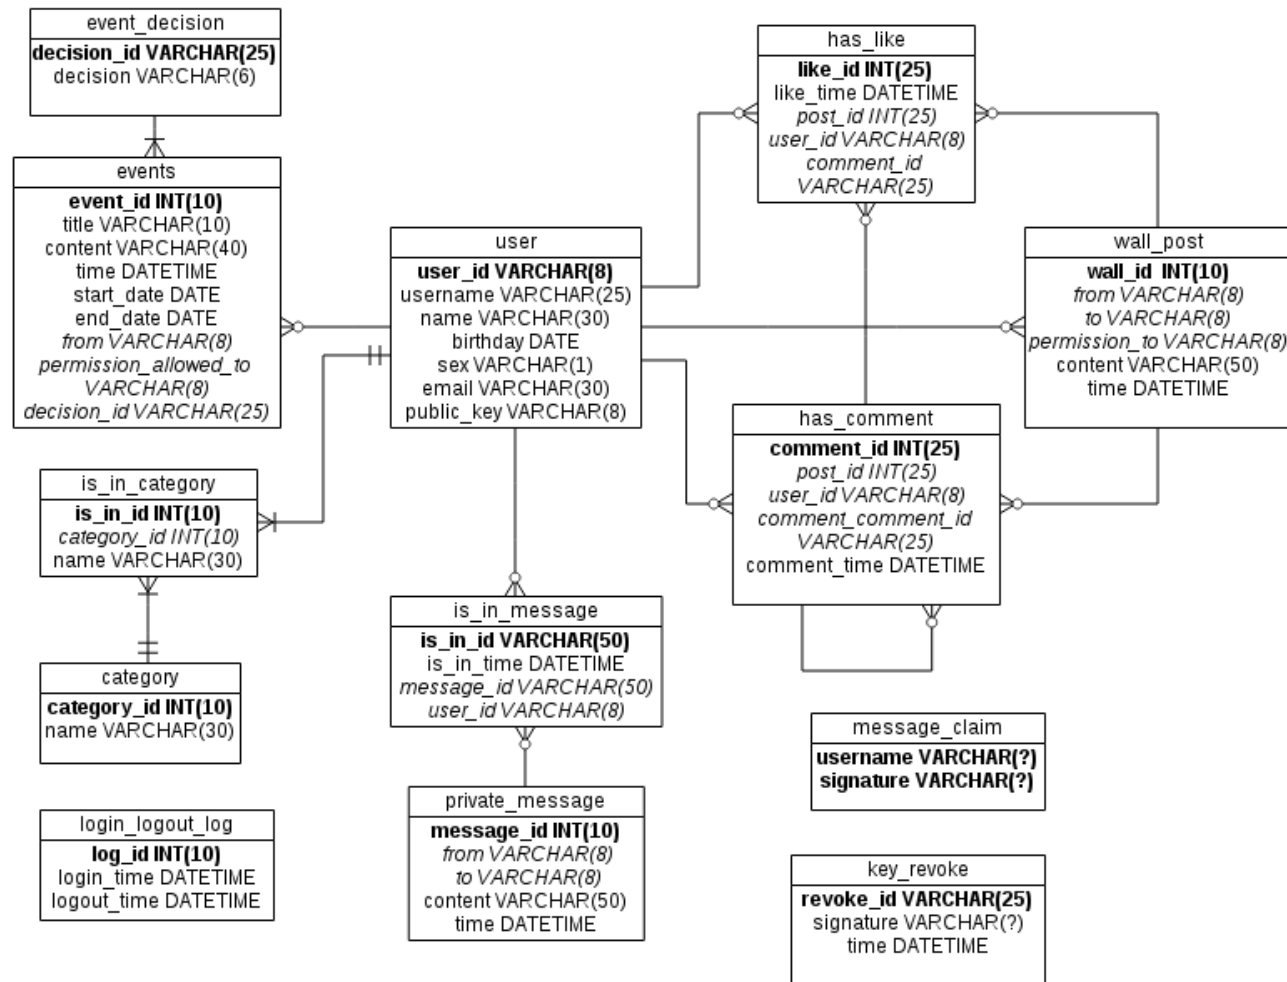 event_decision
decision_id VARCHAR(25)
decision VARCHAR(6)
events
event_id INT(10)
title VARCHAR(10)
content VARCHAR(40)
time DATETIME
start_date DATE
end_date DATE
from VARCHAR(8)
permission_allowed_to
VARCHAR(8)
decision_id VARCHAR(25)
is_in_category
is_in_id INT(10)
category_id INT(10)
name VARCHAR(30)
category
category_id INT(10)
name VARCHAR(30)
login_logout_log
log_id INT(10)
login_time DATETIME
logout_time DATETIME
user
user_id VARCHAR(8)
username VARCHAR(25)
name VARCHAR(30)
birthday DATE
sex VARCHAR(1)
email VARCHAR(30)
public_key VARCHAR(8)
is_in_message
is_in_id VARCHAR(50)
is_in_time DATETIME
message_id VARCHAR(50)
user_id VARCHAR(8)
private_message
message_id INT(10)
from VARCHAR(8)
to VARCHAR(8)
content VARCHAR(50)
time DATETIME
has_like
like_id INT(25)
like_time DATETIME
post_id INT(25)
user_id VARCHAR(8)
comment_id
VARCHAR(25)
wall_post
wall_id INT(10)
from VARCHAR(8)
to VARCHAR(8)
permission_to VARCHAR(8)
content VARCHAR(50)
time DATETIME
has_comment
comment_id INT(25)
post_id INT(25)
user_id VARCHAR(8)
comment_comment_id
VARCHAR(25)
comment_time DATETIME
message_claim
username VARCHAR(?)
signature VARCHAR(?)
key_revoke
revoke_id VARCHAR(25)
signature VARCHAR(?)
time DATETIME